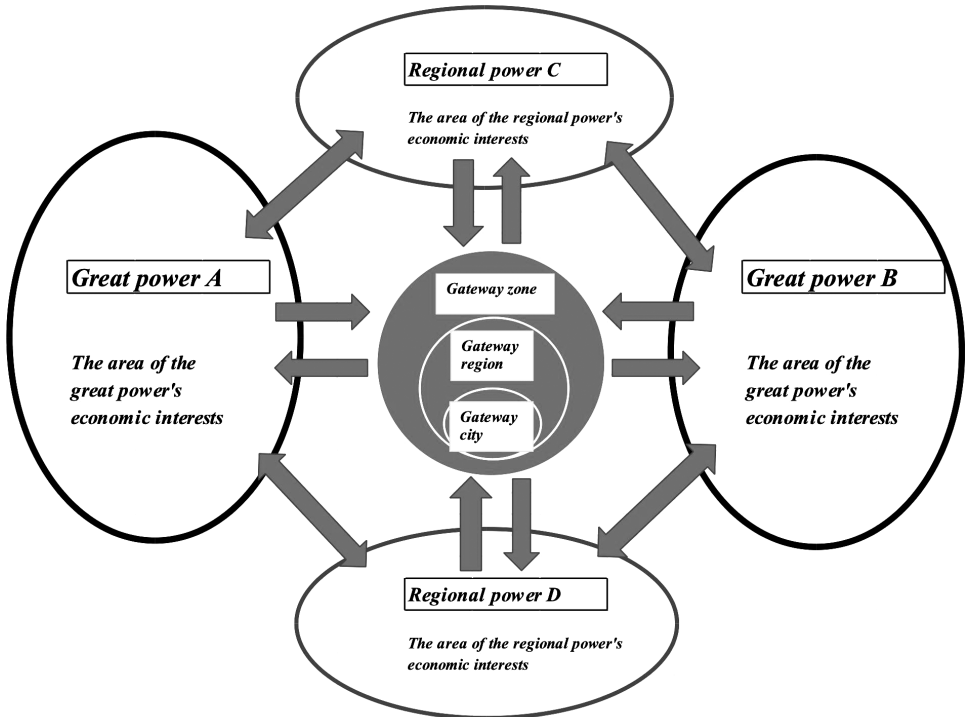 Regional power C
The area of the regional power's
economic interests
Great power A
The area of the
great power's
economic interests
Gateway zone
Gateway
region
Gateway
city
Great power B
The area of the
great power's
economic interests
Regional power D
The area of the regional power's
economic interests